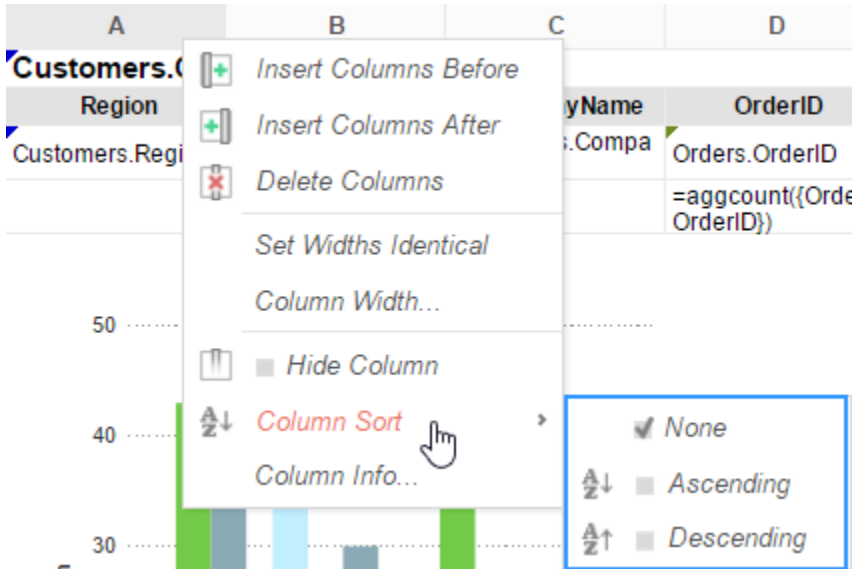 A B C D
Customers.
Region yName OrderID
Customers.Regi .Compa Orders.OrderID
=aggcount({Orde
OrderID})
Insert Columns Before
Insert Columns After
Delete Columns
Set Widths Identical
Column Width...
Hide Column
Column Sort
Column Info...
None
Ascending
Descending
50
40
30